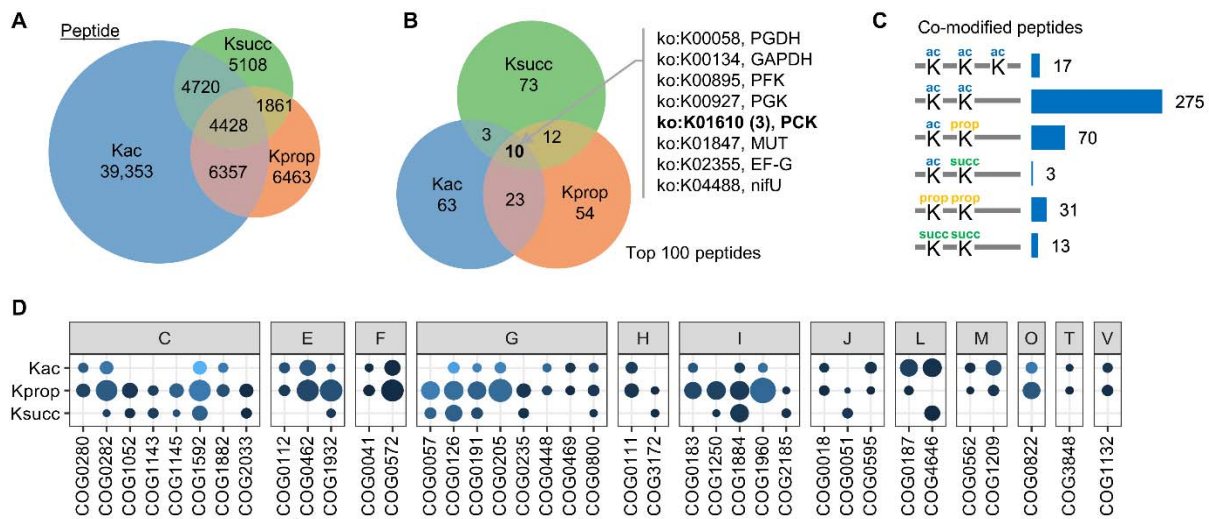 A
Peptide
Ksucc
5108
4720
1861
4428
Kac
39,353
6357
Kprop
6463
B
Ksucc
73
3
12
10
Kac
63
23
Kprop
54
Top 100 peptides
ko:K00058, PGDH
ko:K00134, GAPDH
ko:K00895, PFK
ko:K00927, PGK
ko:K01610 (3), PCK
ko:K01847, MUT
ko:K02355, EF-G
ko:K04488, nifU
C
Co-modified peptides
ac ac ac
K K K 17
ac ac
K K 275
ac prop
K K 70
ac succ
K K 3
prop prop
K K 31
succ succ
K K 13
D
C E F G H I J L M O T V
Kac
Kprop
Ksucc
COG0280
COG0282
COG1052
COG1143
COG1145
COG1592
COG1882
COG2033
COG0112
COG0462
COG1932
COG0041
COG0572
COG0057
COG0126
COG0191
COG0205
COG0235
COG4448
COG0469
COG0800
COG0111
COG3172
COG0183
COG1250
COG1884
COG1960
COG2185
COG0018
COG0051
COG0595
COG0187
COG4646
COG0562
COG1209
COG0822
COG3848
COG1132